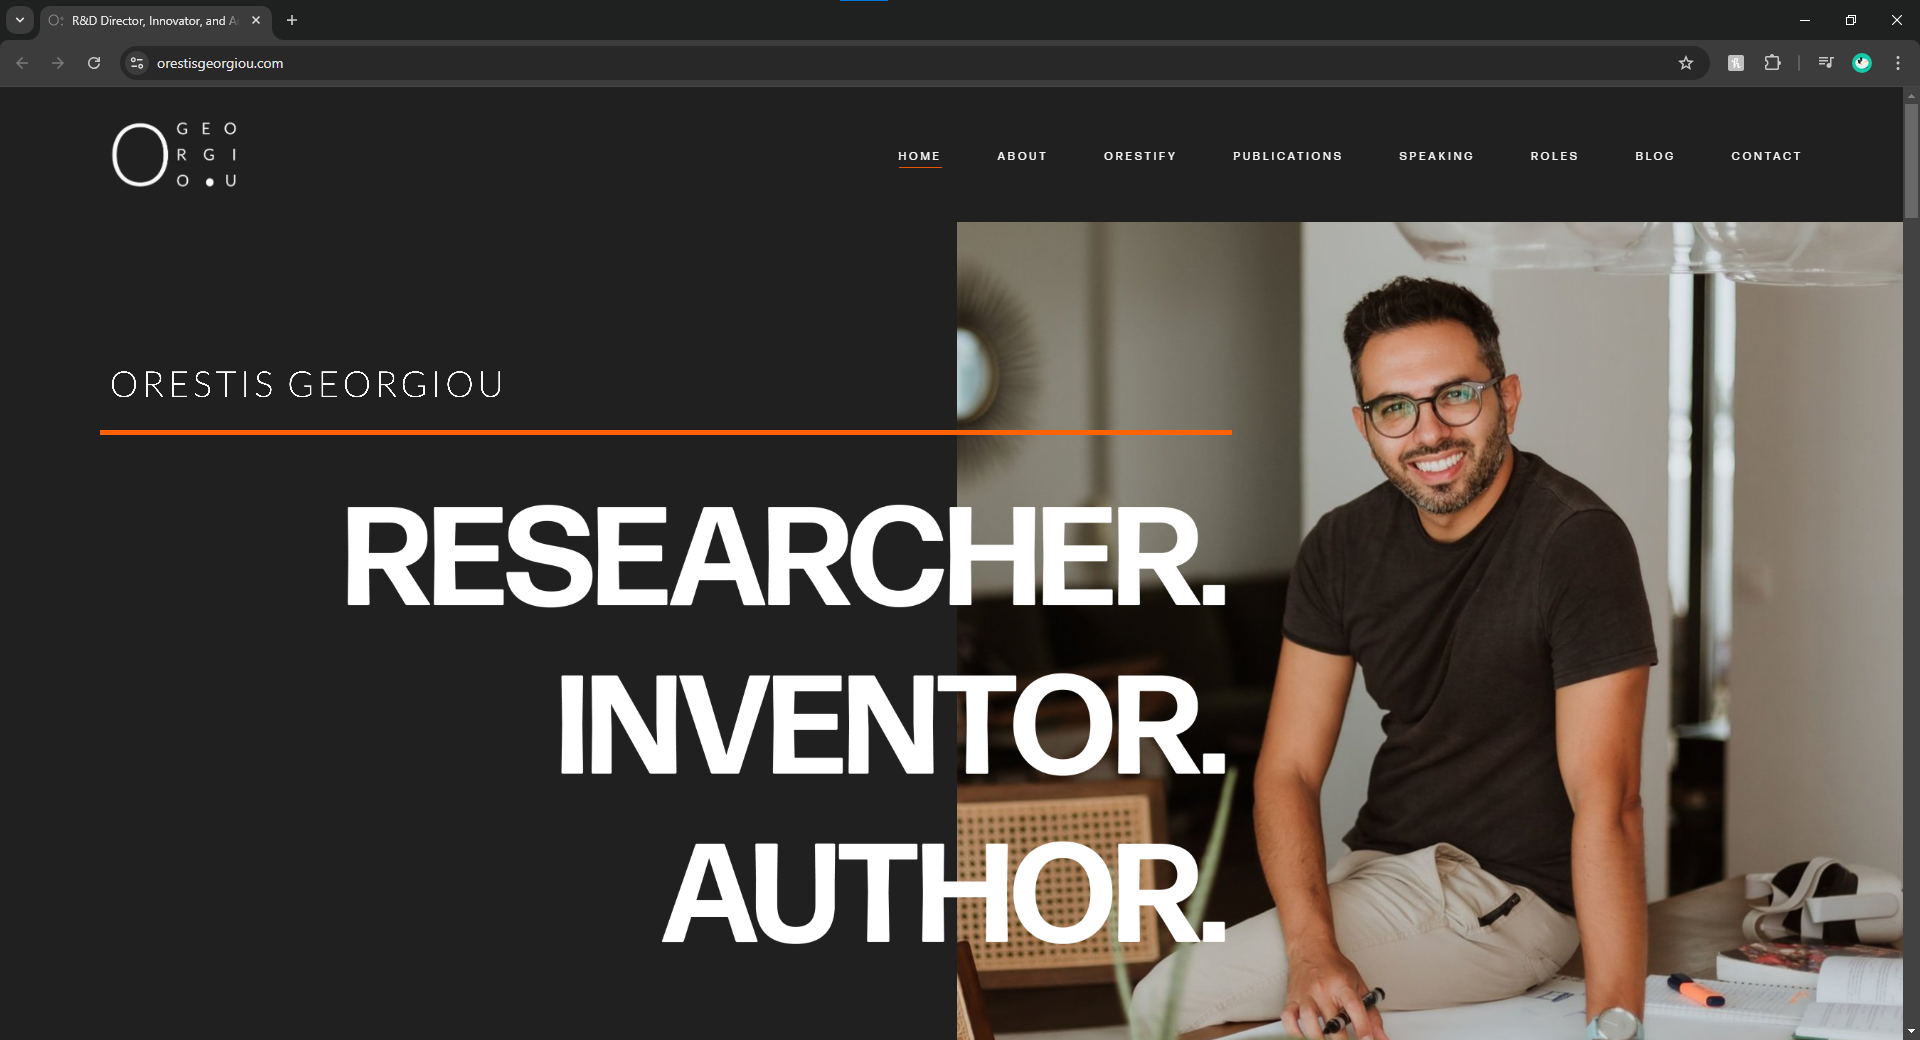 R&D Director, Innovator, and A
orestisgeorgiou.com
O GEO
RGI
O.U
HOME ABOUT ORESTIFY PUBLICATIONS SPEAKING ROLES BLOG CONTACT
ORESTIS GEORGIOU
RESEARCHER.
INVENTOR.
AUTHOR.